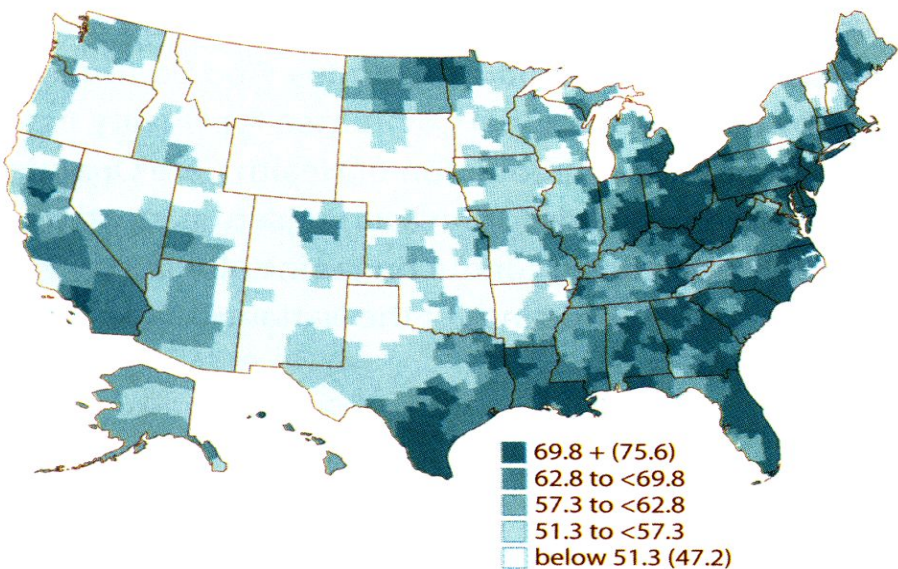 69.8 + (75.6)
62.8 to <69.8
57.3 to <62.8
51.3 to <57.3
below 51.3 (47.2)